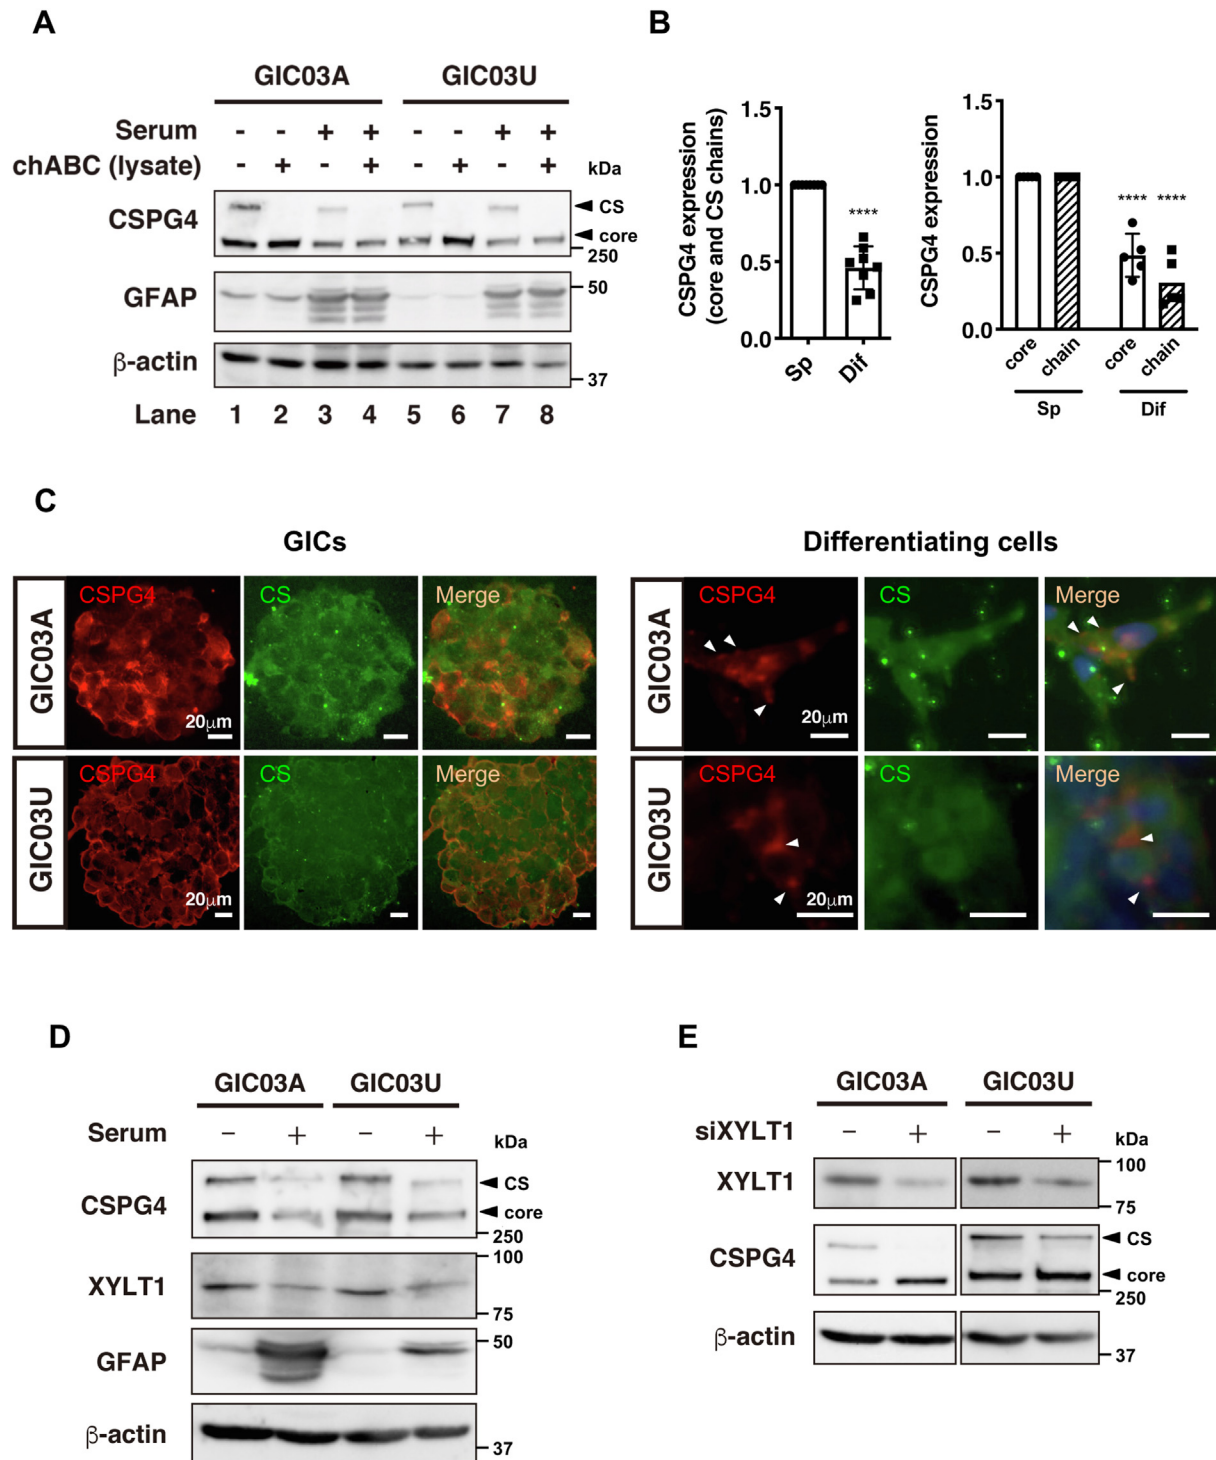 A
GIC03A GIC03U
Serum - - + + - - + +
chABC (lysate) - + - + - + - + kDa
CSPG4 CS
core
250
GFAP 50
β-actin
37
Lane 1 2 3 4 5 6 7 8
B
CSPG4 expression
(core and CS chains)
1.5
1.0
0.5
0.0
****
Sp Dif
CSPG4 expression
1.5
1.0
0.5
0.0
**** ****
core chain core chain
Sp Dif
C
GICs Differentiating cells
GIC03A CSPG4 20μm CS Merge GIC03A CSPG4 20μm CS Merge
GIC03U CSPG4 20μm CS Merge GIC03U CSPG4 20μm CS Merge
D
GIC03A GIC03U
Serum − + − + kDa
CSPG4 CS
core
250
XYLT1 100
75
GFAP 50
β-actin
37
E
GIC03A GIC03U
siXYLT1 − + − + kDa
XYLT1 100
75
CSPG4 CS
core
250
β-actin
37